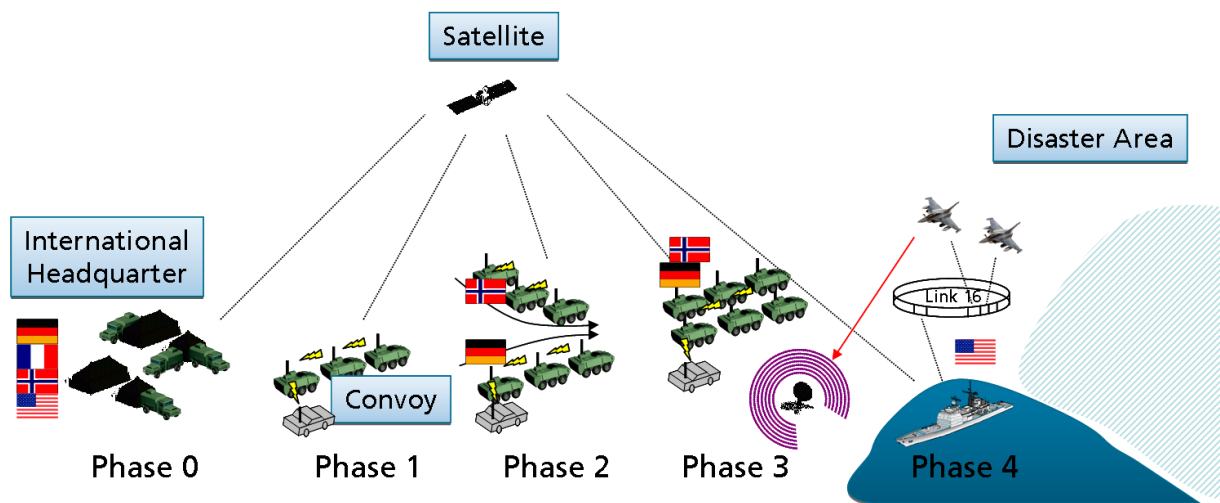 Satellite
Disaster Area
International
Headquarter
Link 16
Convoy
Phase 0
Phase 1
Phase 2
Phase 3
Phase 4